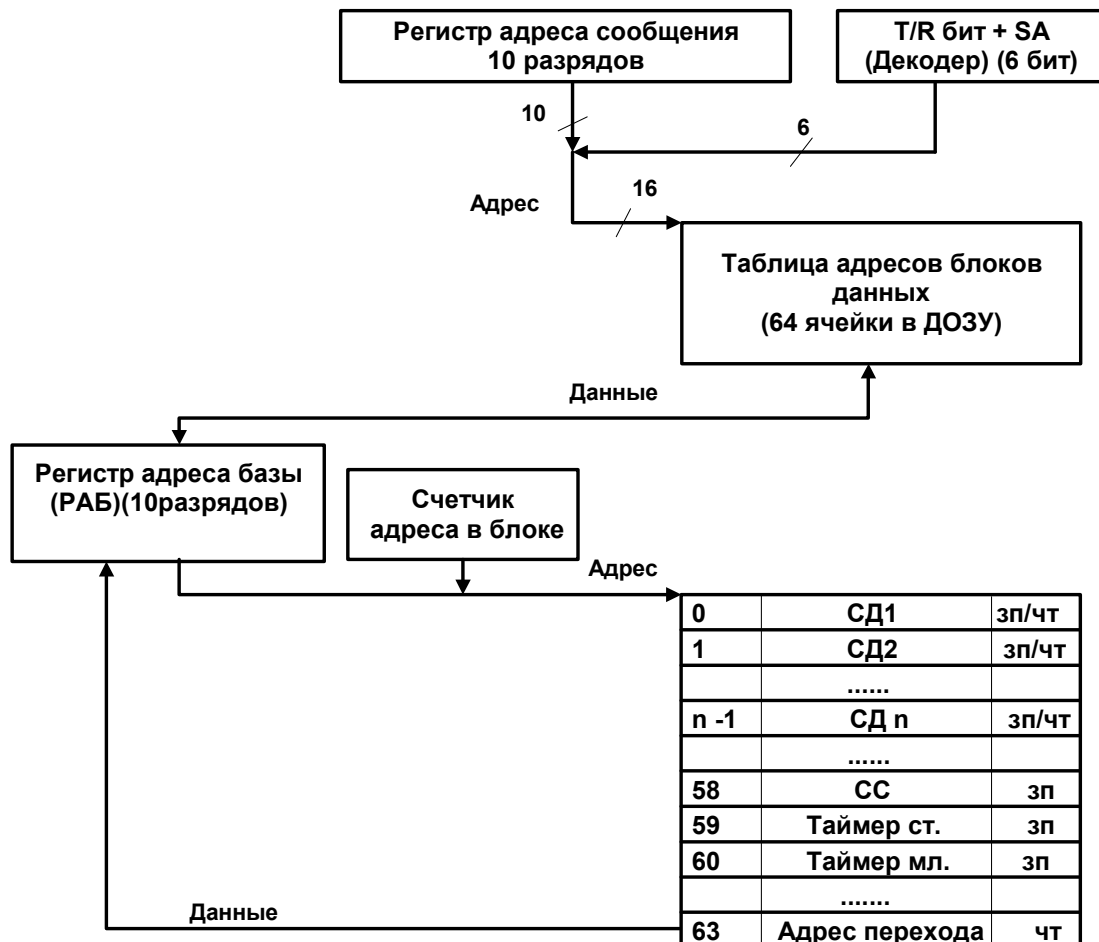 Регистр адреса сообщения
10 разрядов
T/R бит + SA
(Декодер) (6 бит)
10
6
16
Адрес
Таблица адресов блоков
данных
(64 ячейки в ДОЗУ)
Данные
Регистр адреса базы
(РАБ)(10разрядов)
Счетчик
адреса в блоке
Адрес
0 СД1 зп/чт
1 СД2 зп/чт
......
n -1 СД n зп/чт
......
58 СС зп
59 Таймер ст. зп
60 Таймер мл. зп
.......
63 Адрес перехода чт
Данные